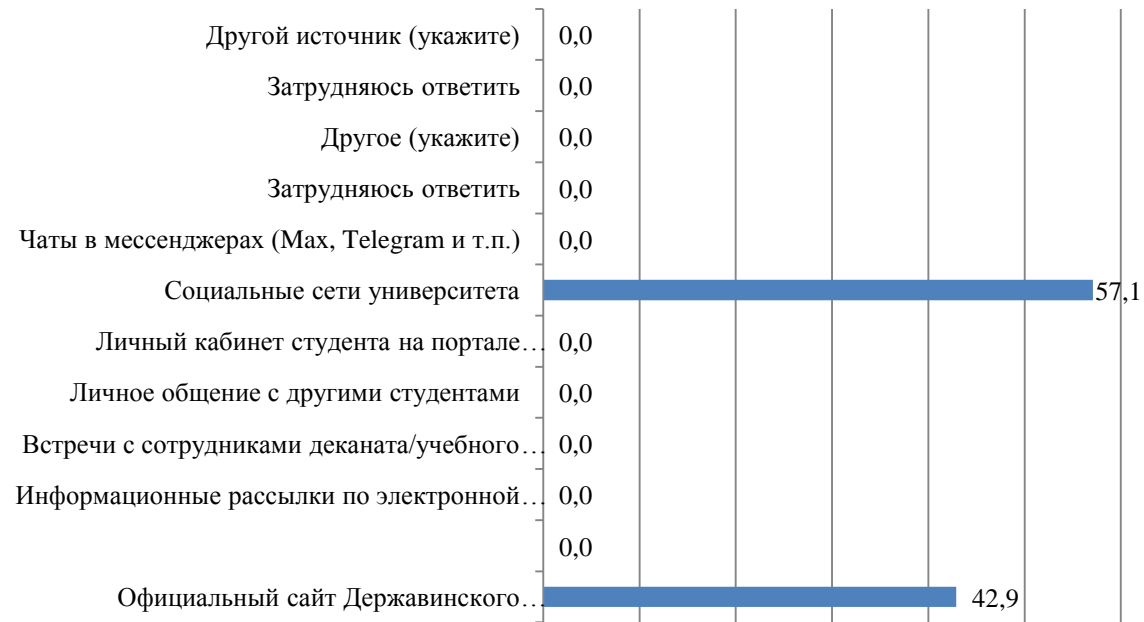 Другой источник (укажите) 0,0
Затрудняюсь ответить 0,0
Другое (укажите) 0,0
Затрудняюсь ответить 0,0
Чаты в мессенджерах (Max, Telegram и т.п.) 0,0
Социальные сети университета 57,1
Личный кабинет студента на портале… 0,0
Личное общение с другими студентами 0,0
Встречи с сотрудниками деканата/учебного… 0,0
Информационные рассылки по электронной… 0,0
0,0
Официальный сайт Державинского… 42,9